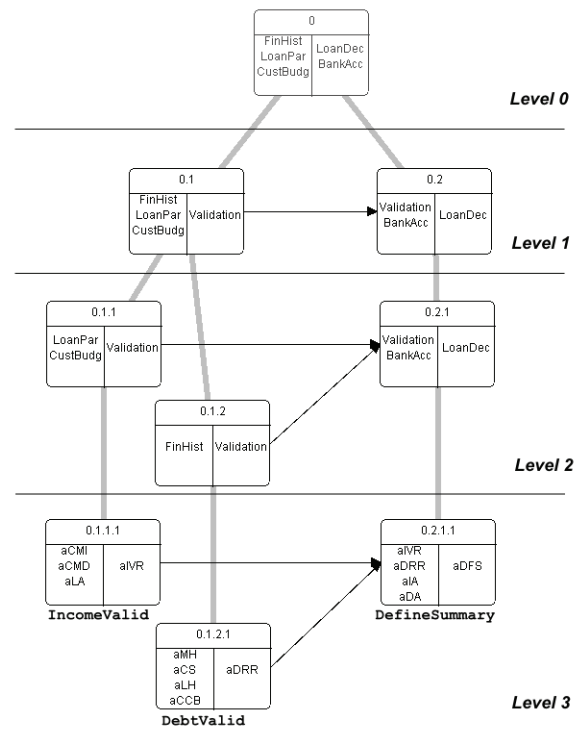 0
FinHist
LoanPar
CustBudg
LoanDec
BankAcc
Level 0
0.1
FinHist
LoanPar
CustBudg
Validation
0.2
Validation
BankAcc
LoanDec
Level 1
0.1.1
LoanPar
CustBudg
Validation
0.2.1
Validation
BankAcc
LoanDec
0.1.2
FinHist
Validation
Level 2
0.1.1.1
aCMI
aCMD
aLA
aIVR
IncomeValid
0.2.1.1
aIVR
aDRR
aIA
aDA
aDFS
DefineSummary
0.1.2.1
aMH
aCS
aLH
aCCB
aDRR
DebtValid
Level 3